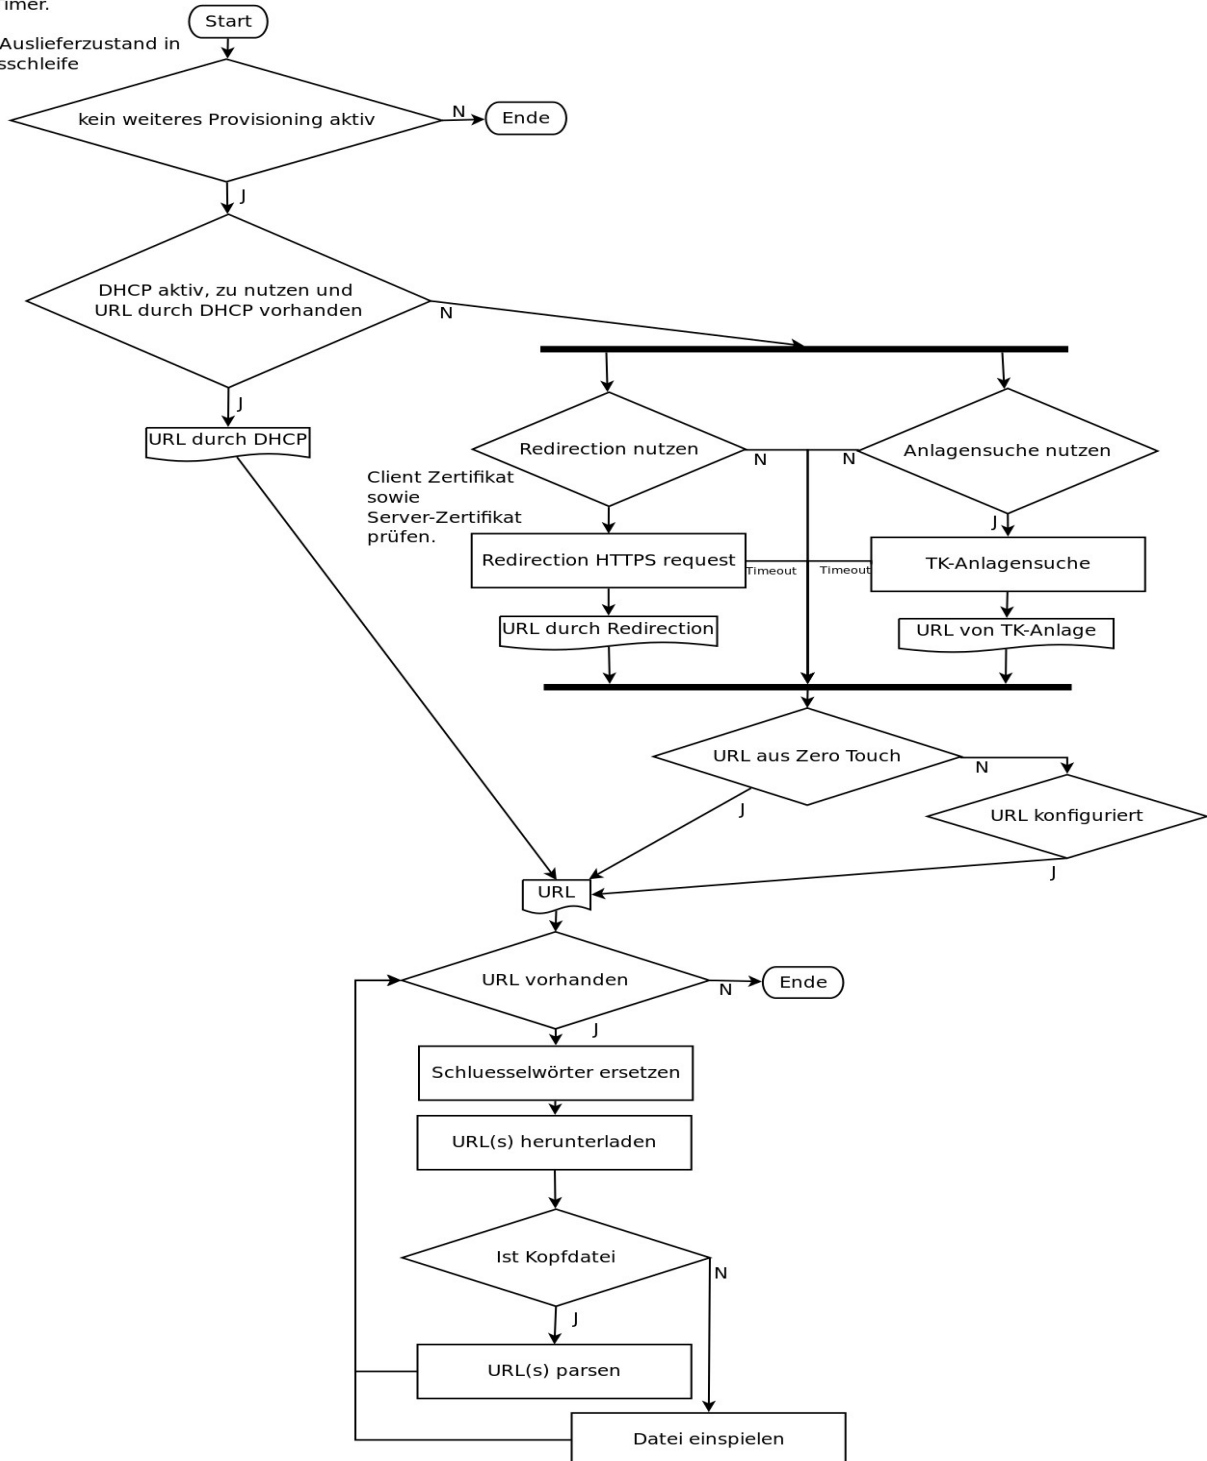 imer.
Start
Auslieferzustand in
sschleife
kein weiteres Provisioning aktiv
N
Ende
J
DHCP aktiv, zu nutzen und
URL durch DHCP vorhanden
N
J
URL durch DHCP
Redirection nutzen
N
N
Anlagensuche nutzen
Client Zertifikat
sowie
Server-Zertifikat
prüfen.
J
Redirection HTTPS request
Timeout
Timeout
TK-Anlagensuche
URL durch Redirection
URL von TK-Anlage
URL aus Zero Touch
N
J
URL konfiguriert
J
URL
URL vorhanden
N
Ende
J
Schluesselwörter ersetzen
URL(s) herunterladen
Ist Kopfdatei
N
J
URL(s) parsen
Datei einspielen